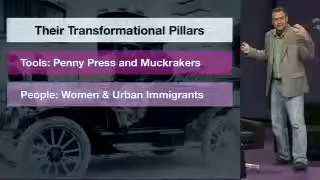 Their Transformational Pillars
Tools: Penny Press and Muckrakers
People: Women & Urban Immigrants